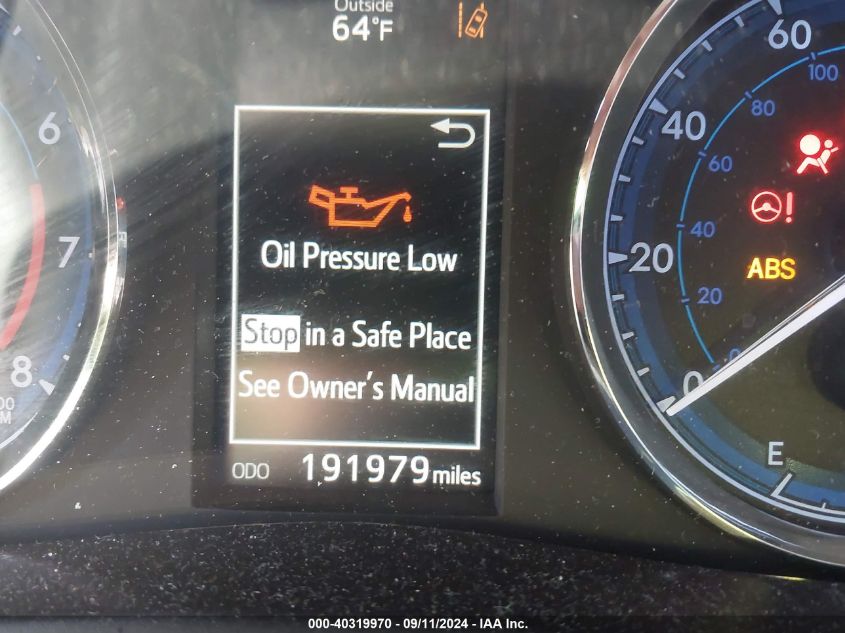 Outside
64°F
Oil Pressure Low
Stop in a Safe Place
See Owner's Manual
ODO 191979 miles
6
7
8
60
40
20
0
100
80
60
40
20
0
ABS
E
000-40319970 - 09/11/2024 - IAA Inc.